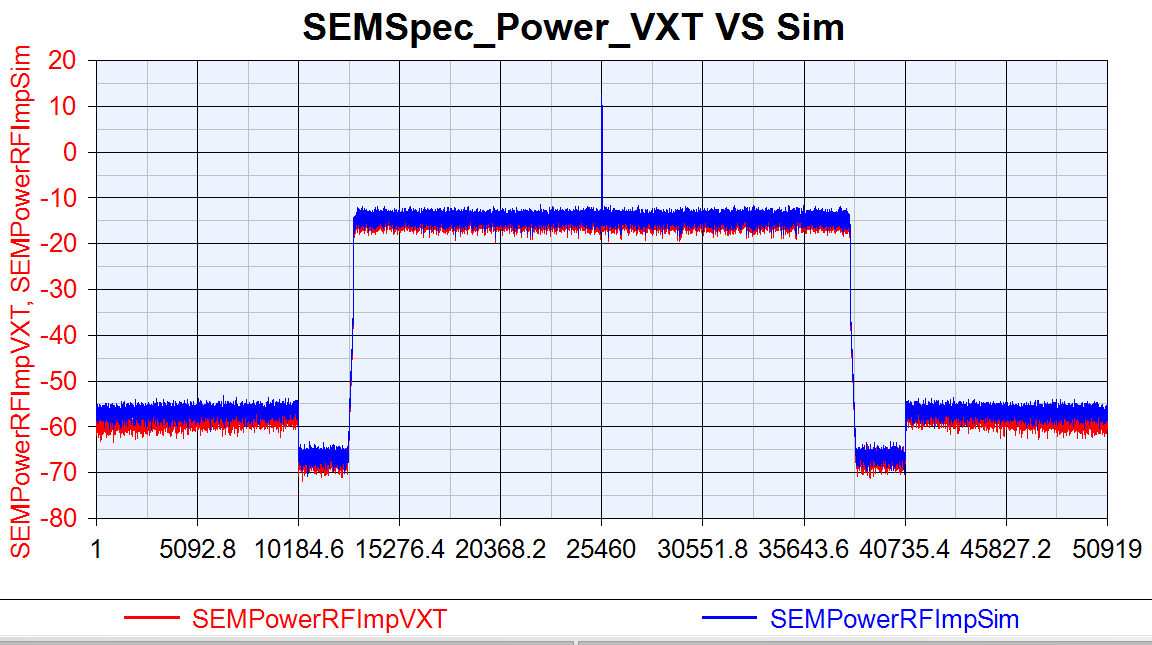 SEMSpec_Power_VXT VS Sim
SEMPowerRFImpVXT, SEMPowerRFImpSim
20
10
0
-10
-20
-30
-40
-50
-60
-70
-80
1 5092.8 10184.6 15276.4 20368.2 25460 30551.8 35643.6 40735.4 45827.2 50919
SEMPowerRFImpVXT SEMPowerRFImpSim